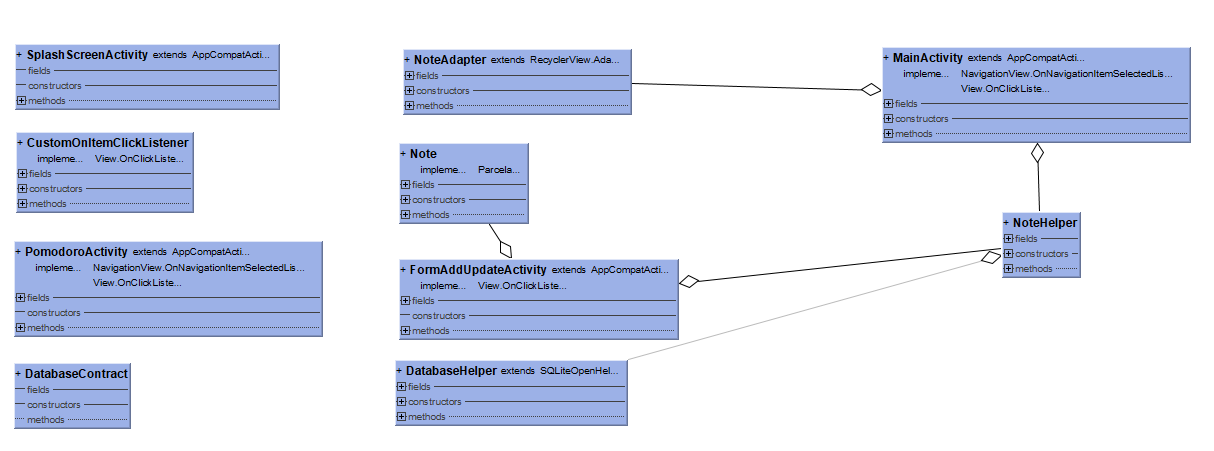 + SplashScreenActivity extends AppCompatActi...
fields
constructors
methods
+ CustomOnItemClickListener
impleme... View.OnClickListe...
fields
constructors
methods
+ PomodoroActivity extends AppCompatActi...
impleme... NavigationView.OnNavigationItemSelectedLis...
View.OnClickListe...
fields
constructors
methods
+ DatabaseContract
fields
constructors
methods
+ NoteAdapter extends RecyclerView.Ada...
fields
constructors
methods
+ Note
impleme... Parcela...
fields
constructors
methods
+ FormAddUpdateActivity extends AppCompatActi...
impleme... View.OnClickListe...
fields
constructors
methods
+ DatabaseHelper extends SQLiteOpenHel...
fields
constructors
methods
+ MainActivity extends AppCompatActi...
impleme... NavigationView.OnNavigationItemSelectedLis...
View.OnClickListe...
fields
constructors
methods
+ NoteHelper
fields
constructors
methods